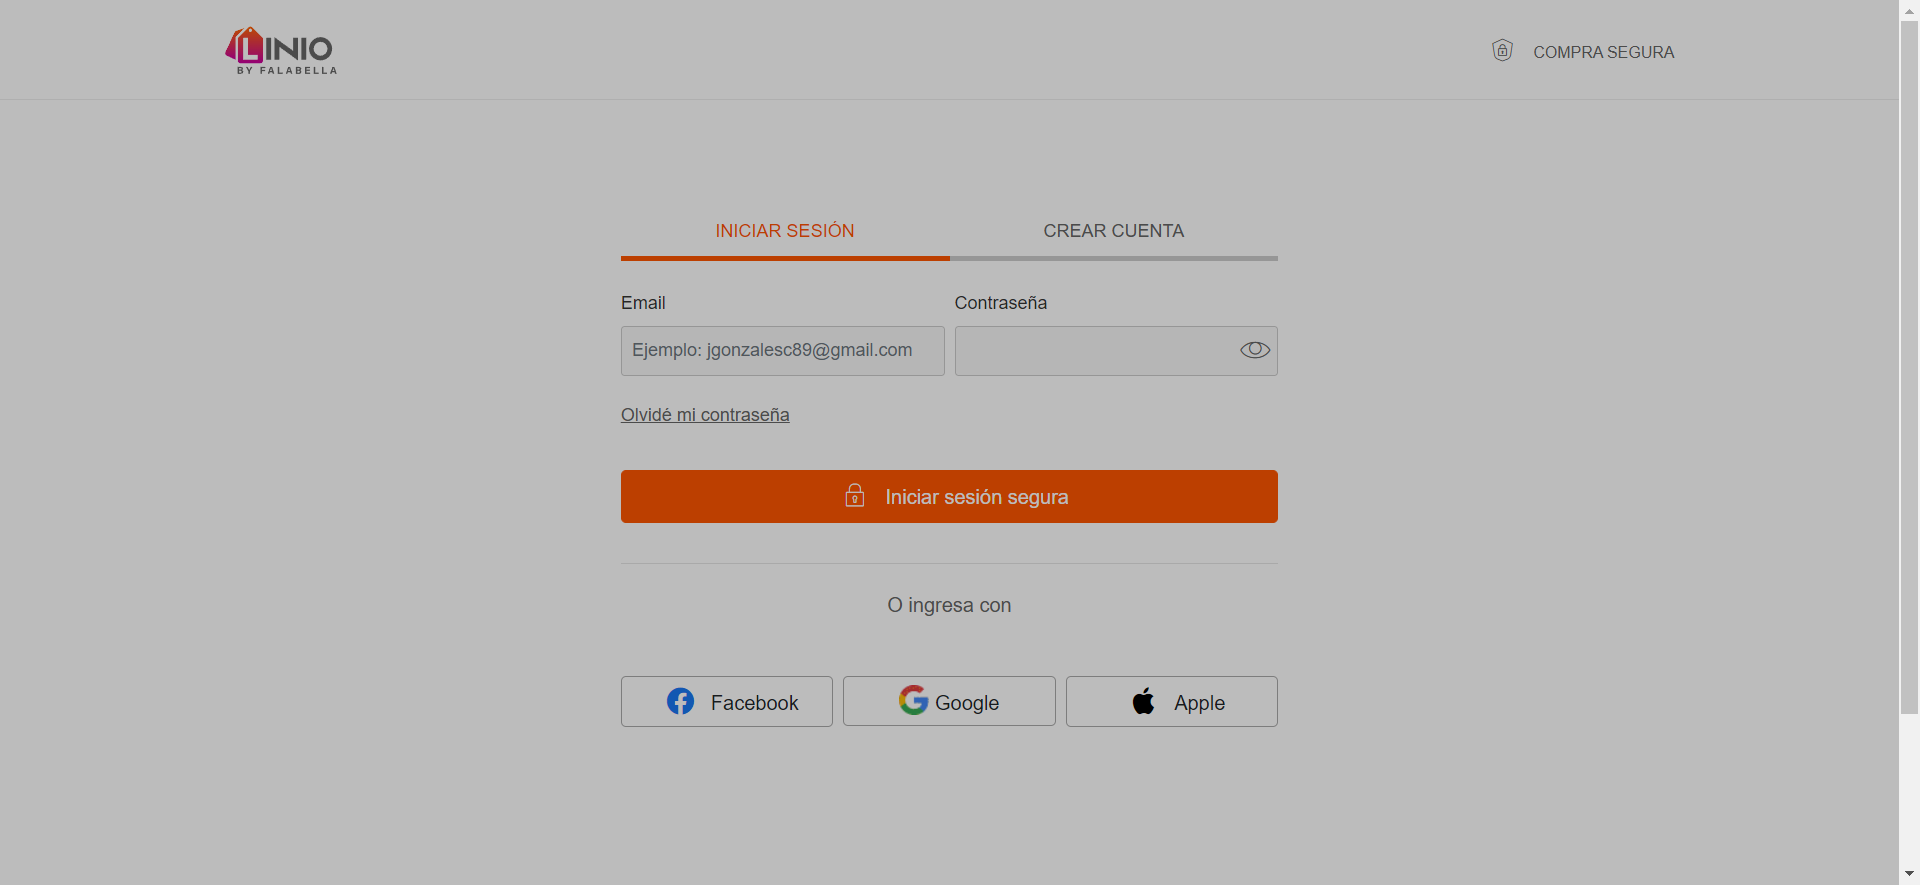 LINIO
BY FALABELLA
COMPRA SEGURA
INICIAR SESIÓN
CREAR CUENTA
Email
Contraseña
Ejemplo: jgonzalesc89@gmail.com
Olvidé mi contraseña
Iniciar sesión segura
O ingresa con
Facebook
Google
Apple